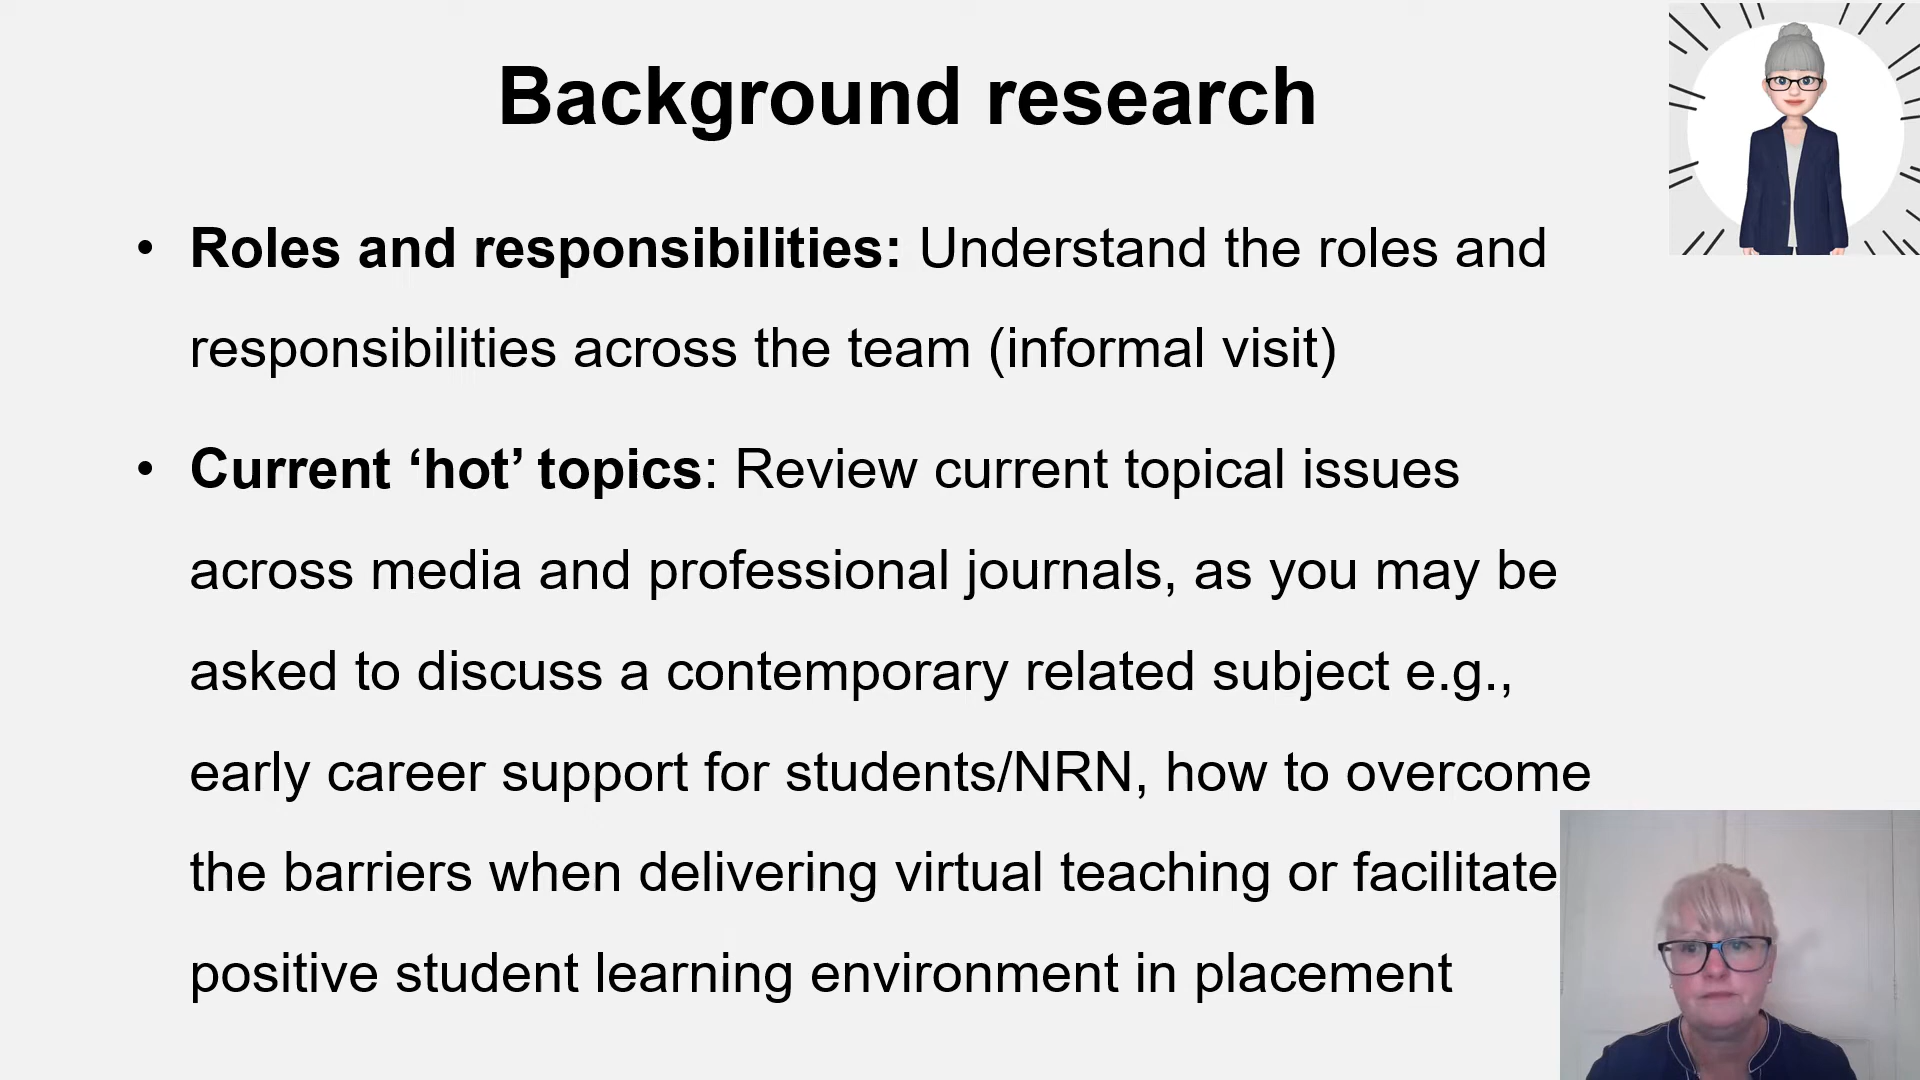 Background research
• Roles and responsibilities: Understand the roles and
responsibilities across the team (informal visit)
• Current ‘hot’ topics: Review current topical issues
across media and professional journals, as you may be
asked to discuss a contemporary related subject e.g.,
early career support for students/NRN, how to overcome
the barriers when delivering virtual teaching or facilitate
positive student learning environment in placement